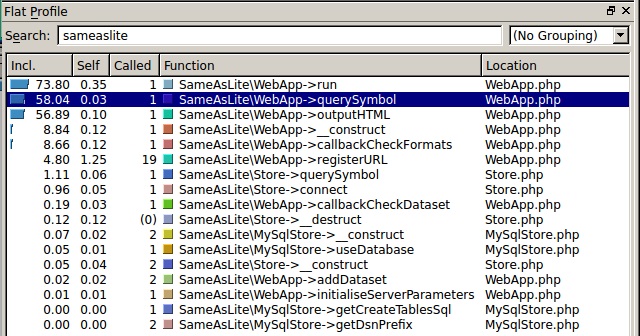 Flat Profile
Search: sameaslite (No Grouping)
Incl. Self Called Function Location
73.80 0.35 1 SameAsLite\WebApp->run WebApp.php
58.04 0.03 1 SameAsLite\WebApp->querySymbol WebApp.php
56.89 0.10 1 SameAsLite\WebApp->outputHTML WebApp.php
8.84 0.12 1 SameAsLite\WebApp->__construct WebApp.php
8.66 0.12 1 SameAsLite\WebApp->callbackCheckFormats WebApp.php
4.80 1.25 19 SameAsLite\WebApp->registerURL WebApp.php
1.11 0.06 1 SameAsLite\Store->querySymbol Store.php
0.96 0.05 1 SameAsLite\Store->connect Store.php
0.19 0.03 1 SameAsLite\WebApp->callbackCheckDataset WebApp.php
0.12 0.12 (0) SameAsLite\Store->__destruct Store.php
0.07 0.02 2 SameAsLite\MySqlStore->__construct MySqlStore.php
0.05 0.01 1 SameAsLite\MySqlStore->useDatabase MySqlStore.php
0.05 0.04 2 SameAsLite\Store->__construct Store.php
0.02 0.02 2 SameAsLite\WebApp->addDataset WebApp.php
0.01 0.01 1 SameAsLite\WebApp->initialiseServerParameters WebApp.php
0.00 0.00 1 SameAsLite\MySqlStore->getCreateTablesSql MySqlStore.php
0.00 0.00 2 SameAsLite\MySqlStore->getDsnPrefix MySqlStore.php